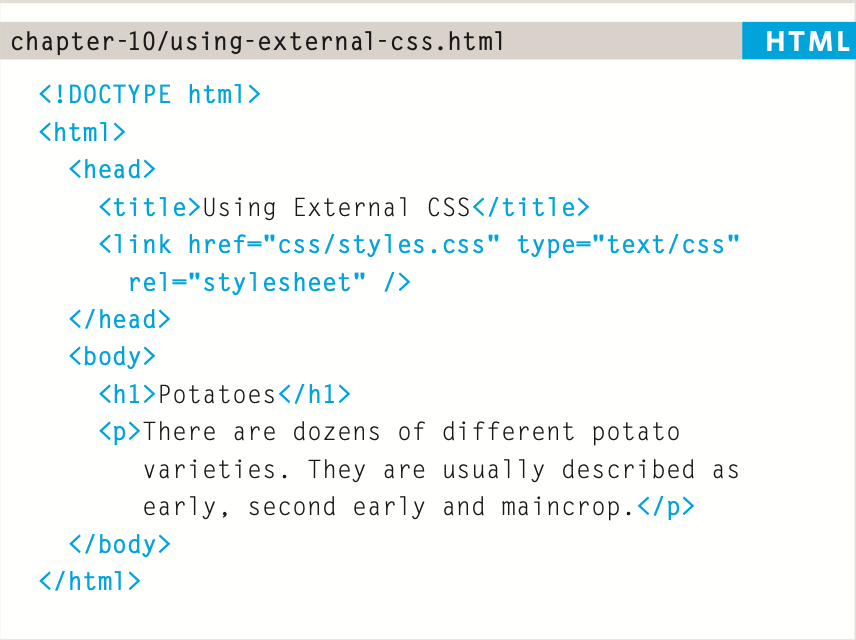 chapter-10/using-external-css.html HTML
<!DOCTYPE html>
<html>
  <head>
    <title>Using External CSS</title>
    <link href="css/styles.css" type="text/css"
      rel="stylesheet" />
  </head>
  <body>
    <h1>Potatoes</h1>
    <p>There are dozens of different potato
       varieties. They are usually described as
       early, second early and maincrop.</p>
  </body>
</html>